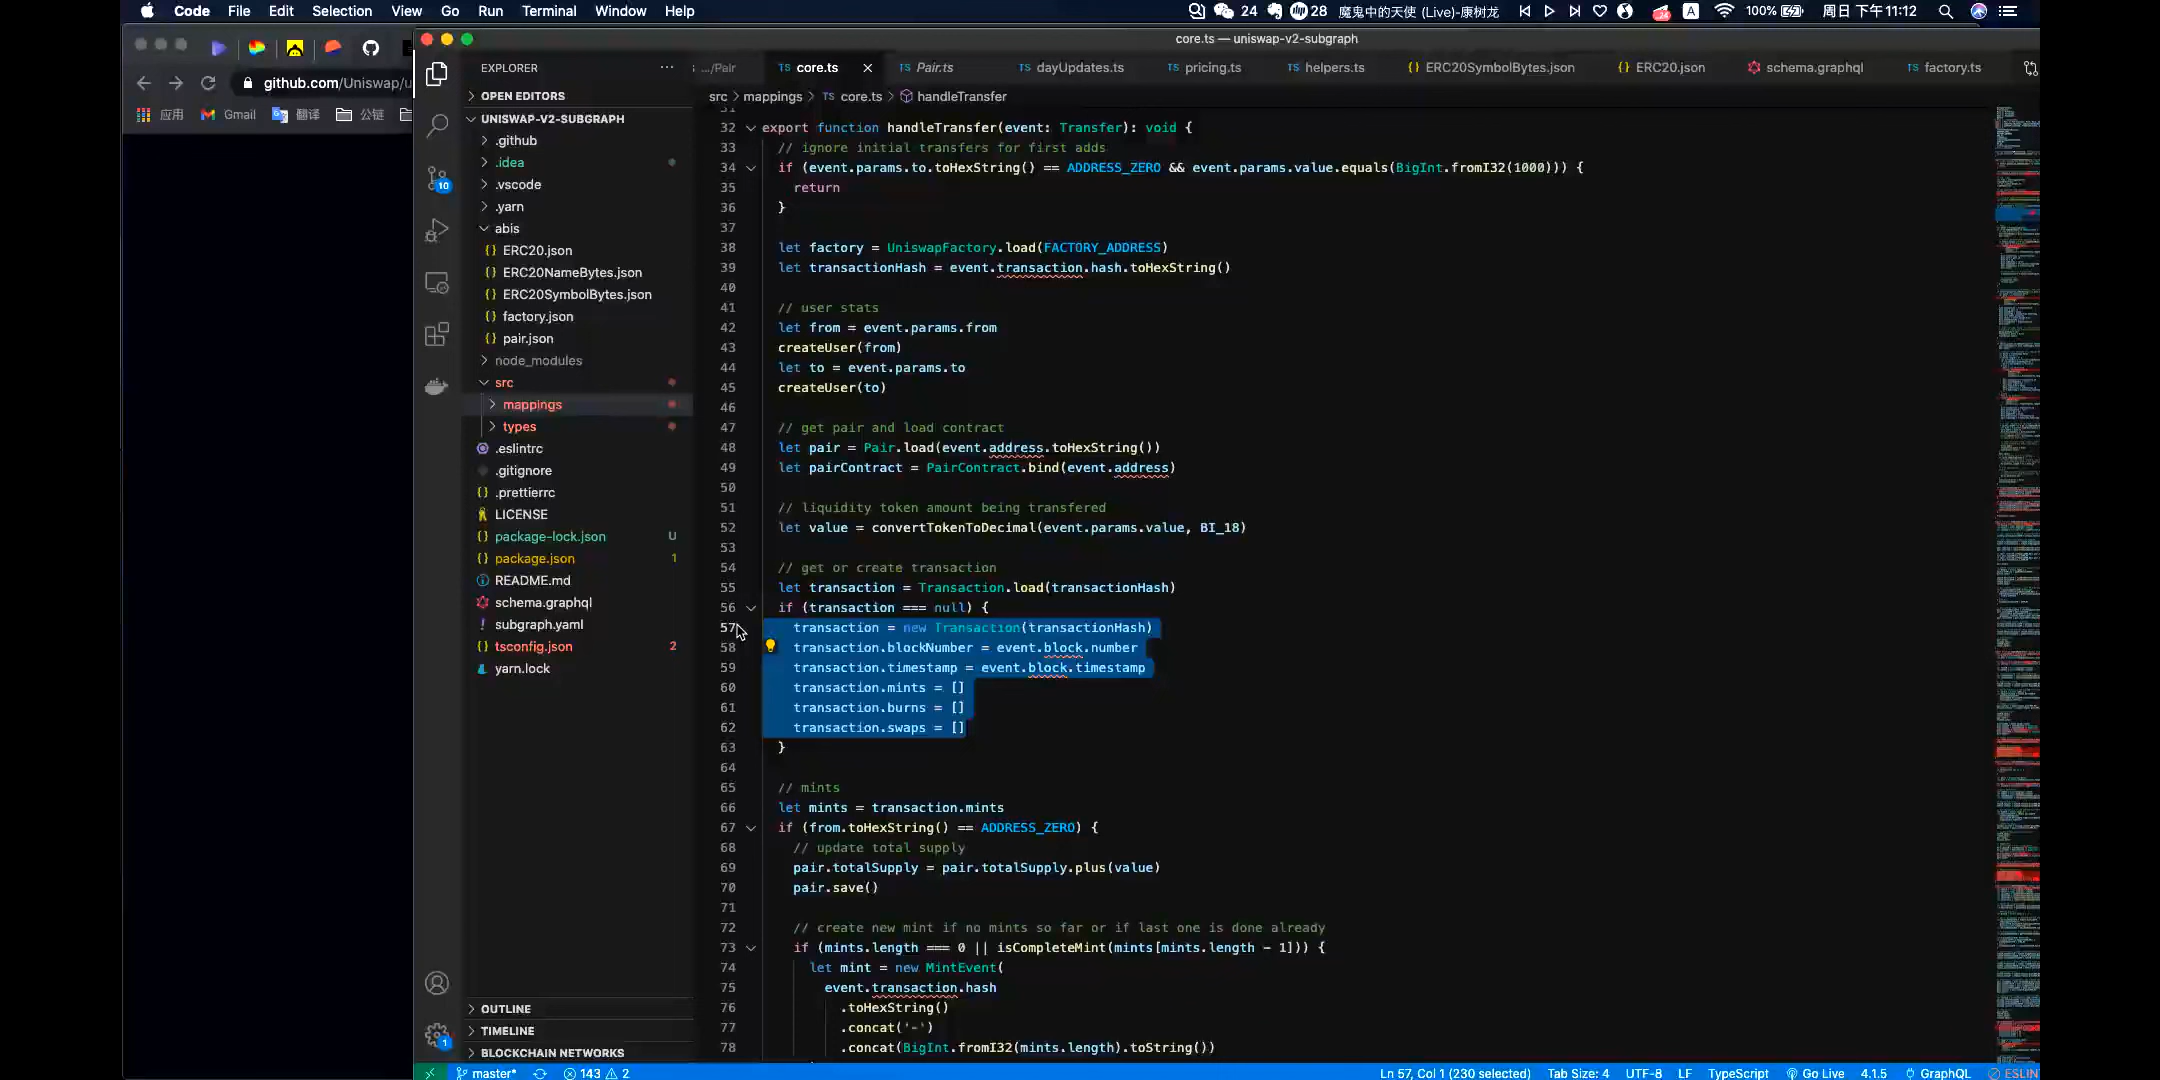 Code File Edit Selection View Go Run Terminal Window Help
24 28 魔鬼中的天使 (Live)-康树龙 24 A 100% 周日 下午11:12
core.ts — uniswap-v2-subgraph
github.com/Uniswap/u
应用 Gmail 翻译 公链
EXPLORER
.../Pair TS core.ts TS Pair.ts TS dayUpdates.ts TS pricing.ts TS helpers.ts {} ERC20SymbolBytes.json {} ERC20.json schema.graphql TS factory.ts
src > mappings > TS core.ts > handleTransfer
OPEN EDITORS
UNISWAP-V2-SUBGRAPH
.github
.idea
.vscode
.yarn
abis
{} ERC20.json
{} ERC20NameBytes.json
{} ERC20SymbolBytes.json
{} factory.json
{} pair.json
node_modules
src
mappings
types
.eslintrc
.gitignore
{} .prettierrc
LICENSE
{} package-lock.json U
{} package.json 1
README.md
schema.graphql
! subgraph.yaml
tsconfig.json 2
yarn.lock
OUTLINE
TIMELINE
BLOCKCHAIN NETWORKS
10
1
31
32 export function handleTransfer(event: Transfer): void {
33 // ignore initial transfers for first adds
34 if (event.params.to.toHexString() == ADDRESS_ZERO && event.params.value.equals(BigInt.fromI32(1000))) {
35 return
36 }
37
38 let factory = UniswapFactory.load(FACTORY_ADDRESS)
39 let transactionHash = event.transaction.hash.toHexString()
40
41 // user stats
42 let from = event.params.from
43 createUser(from)
44 let to = event.params.to
45 createUser(to)
46
47 // get pair and load contract
48 let pair = Pair.load(event.address.toHexString())
49 let pairContract = PairContract.bind(event.address)
50
51 // liquidity token amount being transfered
52 let value = convertTokenToDecimal(event.params.value, BI_18)
53
54 // get or create transaction
55 let transaction = Transaction.load(transactionHash)
56 if (transaction === null) {
57 transaction = new Transaction(transactionHash)
58 transaction.blockNumber = event.block.number
59 transaction.timestamp = event.block.timestamp
60 transaction.mints = []
61 transaction.burns = []
62 transaction.swaps = []
63 }
64
65 // mints
66 let mints = transaction.mints
67 if (from.toHexString() == ADDRESS_ZERO) {
68 // update total supply
69 pair.totalSupply = pair.totalSupply.plus(value)
70 pair.save()
71
72 // create new mint if no mints so far or if last one is done already
73 if (mints.length === 0 || isCompleteMint(mints[mints.length - 1])) {
74 let mint = new MintEvent(
75 event.transaction.hash
76 .toHexString()
77 .concat('-')
78 .concat(BigInt.fromI32(mints.length).toString())
master* 143 2 Ln 57, Col 1 (230 selected) Tab Size: 4 UTF-8 LF TypeScript Go Live 4.1.5 GraphQL ESLIN